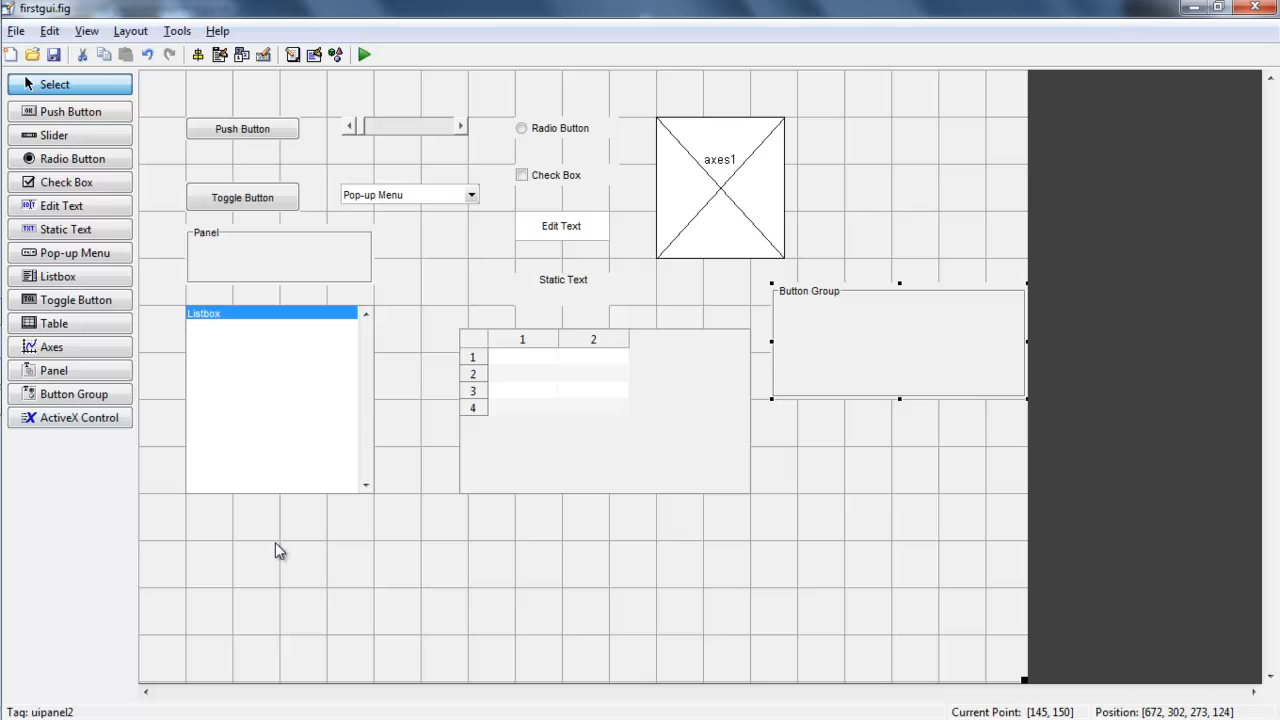 firstgui.fig
File Edit View Layout Tools Help
Select
Push Button
Slider
Radio Button
Check Box
Edit Text
Static Text
Pop-up Menu
Listbox
Toggle Button
Table
Axes
Panel
Button Group
ActiveX Control
Push Button
Radio Button
axes1
Check Box
Toggle Button
Pop-up Menu
Edit Text
Panel
Static Text
Button Group
Listbox
1 2
1
2
3
4
Tag: uipanel2
Current Point: [145, 150] Position: [672, 302, 273, 124]